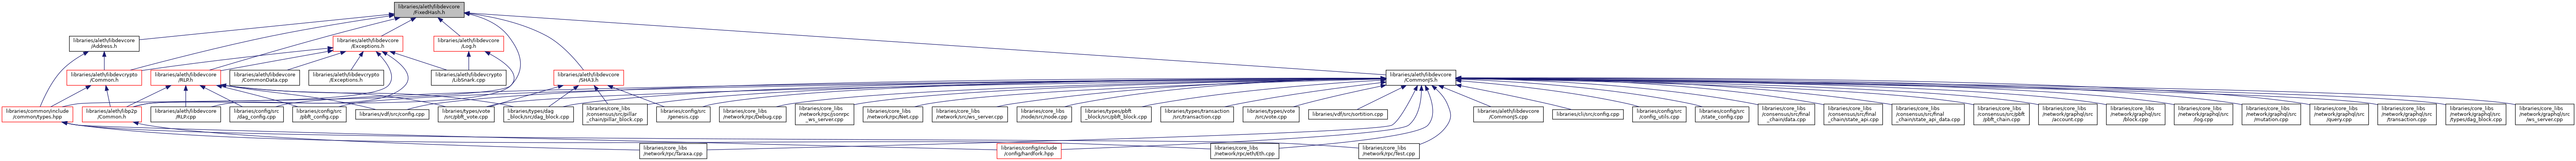 libraries/aleth/libdevcore
/FixedHash.h
libraries/aleth/libdevcore
/Address.h
libraries/aleth/libdevcore
/Exceptions.h
libraries/aleth/libdevcore
/Log.h
libraries/aleth/libdevcrypto
/Common.h
libraries/aleth/libdevcore
/RLP.h
libraries/aleth/libdevcore
/CommonData.cpp
libraries/aleth/libdevcrypto
/Exceptions.h
libraries/aleth/libdevcrypto
/LibSnark.cpp
libraries/aleth/libdevcore
/SHA3.h
libraries/aleth/libdevcore
/CommonJS.h
libraries/common/include
/common/types.hpp
libraries/aleth/libp2p
/Common.h
libraries/aleth/libdevcore
/RLP.cpp
libraries/config/src
/dag_config.cpp
libraries/config/src
/pbft_config.cpp
libraries/vdf/src/config.cpp
libraries/types/vote
/src/pbft_vote.cpp
libraries/types/dag
_block/src/dag_block.cpp
libraries/core_libs
/consensus/src/pillar
_chain/pillar_block.cpp
libraries/config/src
/genesis.cpp
libraries/core_libs
/network/rpc/Debug.cpp
libraries/core_libs
/network/rpc/jsonrpc
_ws_server.cpp
libraries/core_libs
/network/rpc/Net.cpp
libraries/core_libs
/network/src/ws_server.cpp
libraries/core_libs
/node/src/node.cpp
libraries/types/pbft
_block/src/pbft_block.cpp
libraries/types/transaction
/src/transaction.cpp
libraries/types/vote
/src/vote.cpp
libraries/vdf/src/sortition.cpp
libraries/aleth/libdevcore
/CommonJS.cpp
libraries/cli/src/config.cpp
libraries/config/src
/config_utils.cpp
libraries/config/src
/state_config.cpp
libraries/core_libs
/consensus/src/final
_chain/data.cpp
libraries/core_libs
/consensus/src/final
_chain/state_api.cpp
libraries/core_libs
/consensus/src/final
_chain/state_api_data.cpp
libraries/core_libs
/consensus/src/pbft
/pbft_chain.cpp
libraries/core_libs
/network/graphql/src
/account.cpp
libraries/core_libs
/network/graphql/src
/block.cpp
libraries/core_libs
/network/graphql/src
/log.cpp
libraries/core_libs
/network/graphql/src
/mutation.cpp
libraries/core_libs
/network/graphql/src
/query.cpp
libraries/core_libs
/network/graphql/src
/transaction.cpp
libraries/core_libs
/network/graphql/src
/types/dag_block.cpp
libraries/core_libs
/network/graphql/src
/ws_server.cpp
libraries/core_libs
/network/rpc/Taraxa.cpp
libraries/config/include
/config/hardfork.hpp
libraries/core_libs
/network/rpc/eth/Eth.cpp
libraries/core_libs
/network/rpc/Test.cpp